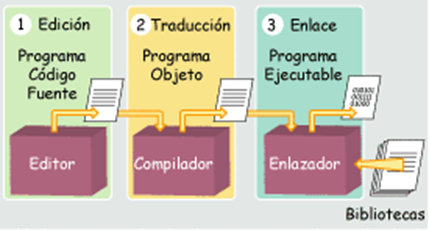 1 Edición
Programa
Código
Fuente
Editor
2 Traducción
Programa
Objeto
Compilador
3 Enlace
Programa
Ejecutable
Enlazador
Bibliotecas